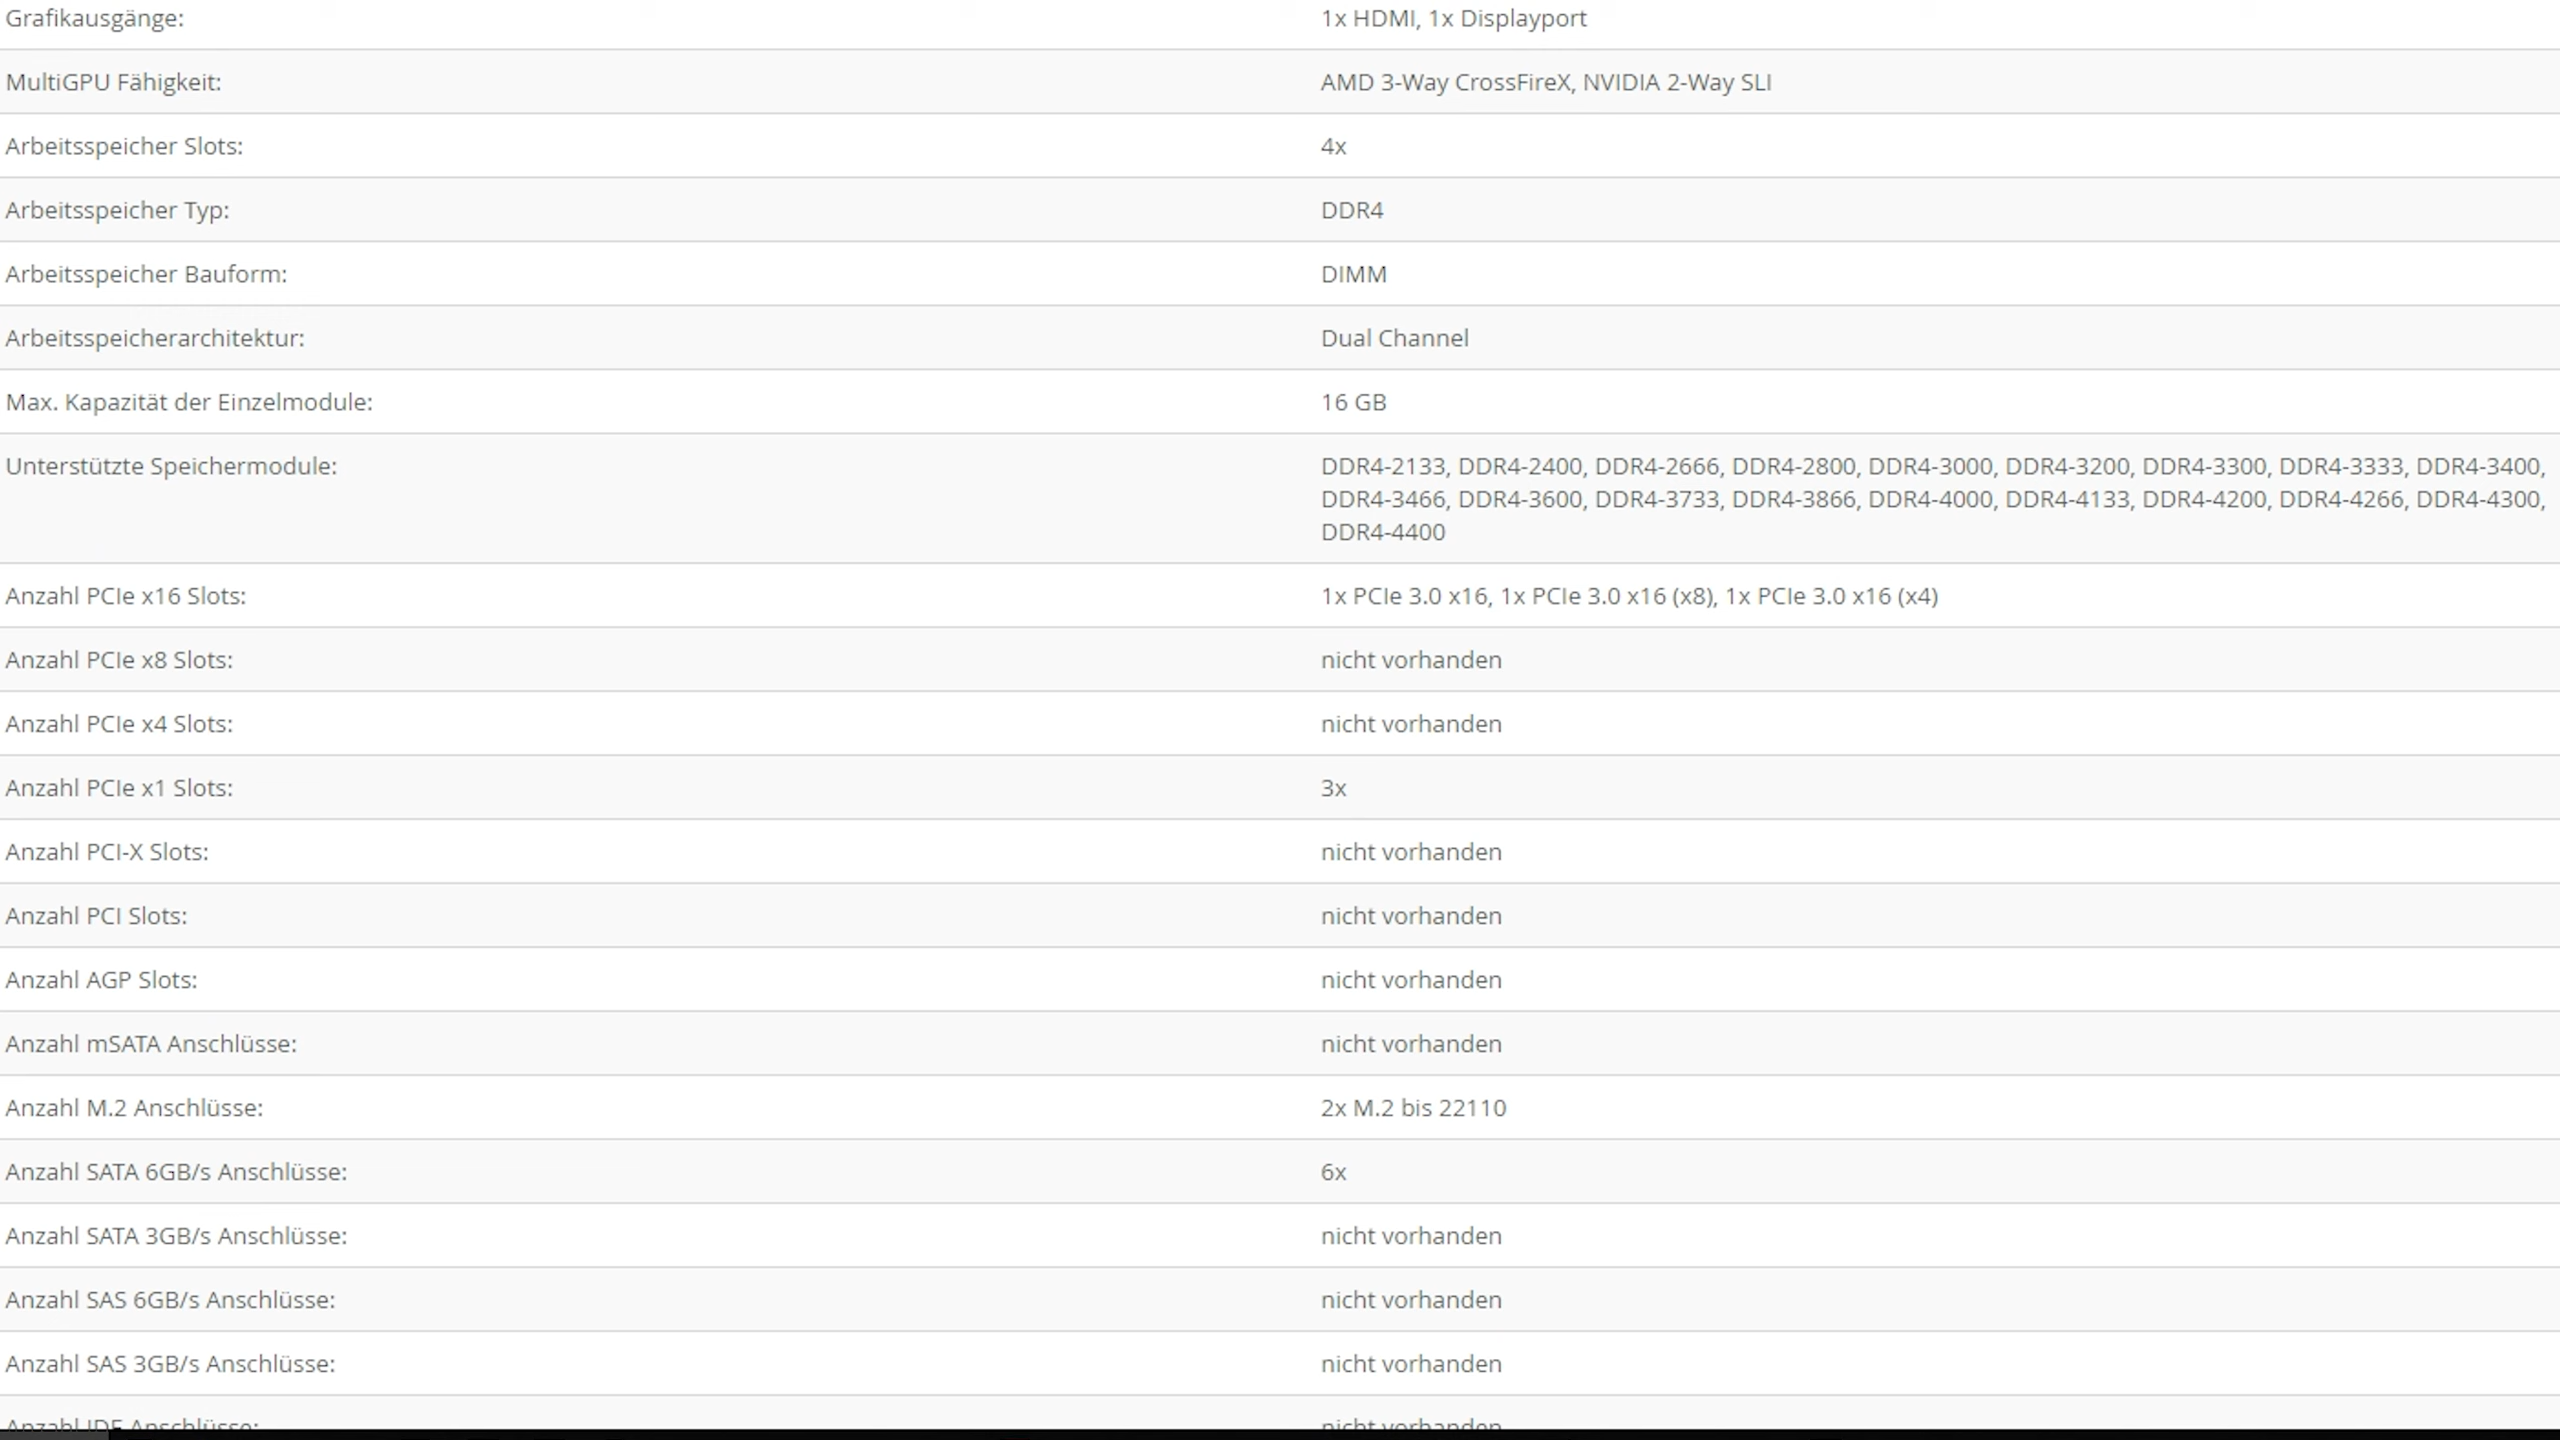 Grafikausgänge: 1x HDMI, 1x Displayport
MultiGPU Fähigkeit: AMD 3-Way CrossFireX, NVIDIA 2-Way SLI
Arbeitsspeicher Slots: 4x
Arbeitsspeicher Typ: DDR4
Arbeitsspeicher Bauform: DIMM
Arbeitsspeicherarchitektur: Dual Channel
Max. Kapazität der Einzelmodule: 16 GB
Unterstützte Speichermodule: DDR4-2133, DDR4-2400, DDR4-2666, DDR4-2800, DDR4-3000, DDR4-3200, DDR4-3300, DDR4-3333, DDR4-3400,
DDR4-3466, DDR4-3600, DDR4-3733, DDR4-3866, DDR4-4000, DDR4-4133, DDR4-4200, DDR4-4266, DDR4-4300,
DDR4-4400
Anzahl PCIe x16 Slots: 1x PCIe 3.0 x16, 1x PCIe 3.0 x16 (x8), 1x PCIe 3.0 x16 (x4)
Anzahl PCIe x8 Slots: nicht vorhanden
Anzahl PCIe x4 Slots: nicht vorhanden
Anzahl PCIe x1 Slots: 3x
Anzahl PCI-X Slots: nicht vorhanden
Anzahl PCI Slots: nicht vorhanden
Anzahl AGP Slots: nicht vorhanden
Anzahl mSATA Anschlüsse: nicht vorhanden
Anzahl M.2 Anschlüsse: 2x M.2 bis 22110
Anzahl SATA 6GB/s Anschlüsse: 6x
Anzahl SATA 3GB/s Anschlüsse: nicht vorhanden
Anzahl SAS 6GB/s Anschlüsse: nicht vorhanden
Anzahl SAS 3GB/s Anschlüsse: nicht vorhanden
Anzahl IDE Anschlüsse: nicht vorhanden